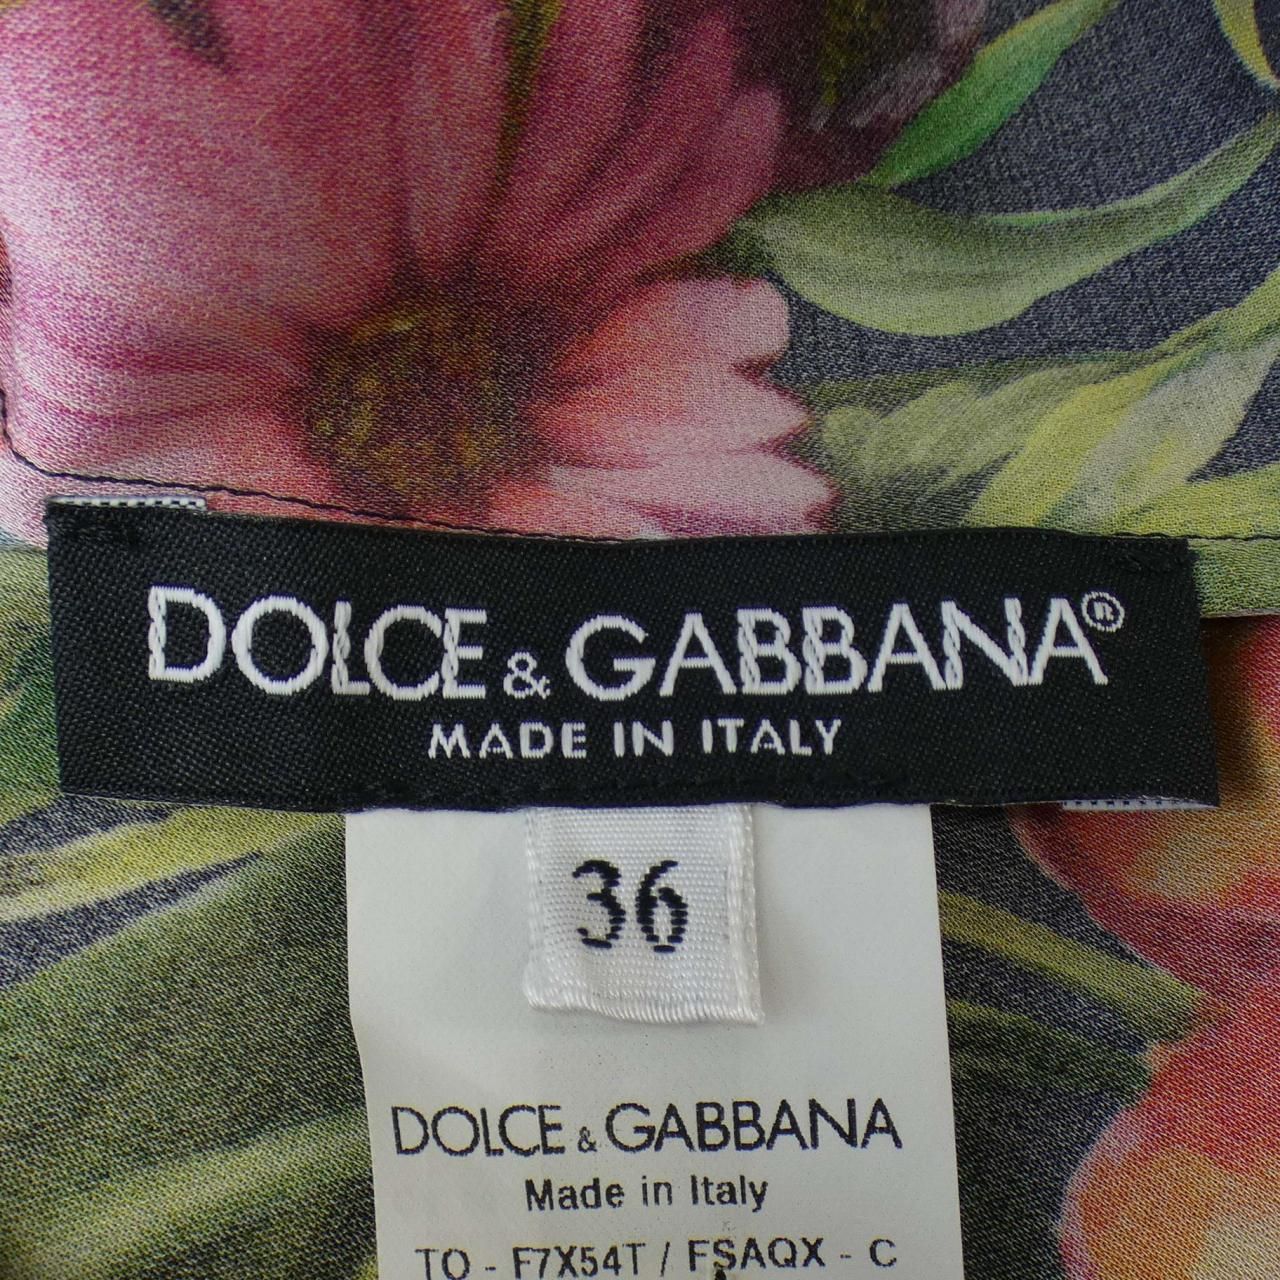 DOLCE & GABBANA®
MADE IN ITALY
36
DOLCE & GABBANA
Made in Italy
TO - F7X54T / FSAQX - C